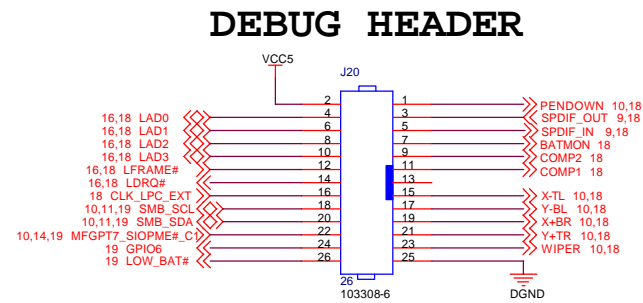 DEBUG HEADER
VCC5
J20
2 1 PENDOWN 10,18
16,18 LAD0 4 3 SPDIF_OUT 9,18
16,18 LAD1 6 5 SPDIF_IN 9,18
16,18 LAD2 8 7 BATMON 18
16,18 LAD3 10 9 COMP2 18
16,18 LFRAME# 12 11 COMP1 18
16,18 LDRQ# 14 13
18 CLK_LPC_EXT 16 15 X-TL 10,18
10,11,19 SMB_SCL 18 17 Y-BL 10,18
10,11,19 SMB_SDA 20 19 X+BR 10,18
10,14,19 MFGPT7_SIOPME#_C1 22 21 Y+TR 10,18
19 GPIO6 24 23 WIPER 10,18
19 LOW_BAT# 26 25
26
103308-6 DGND